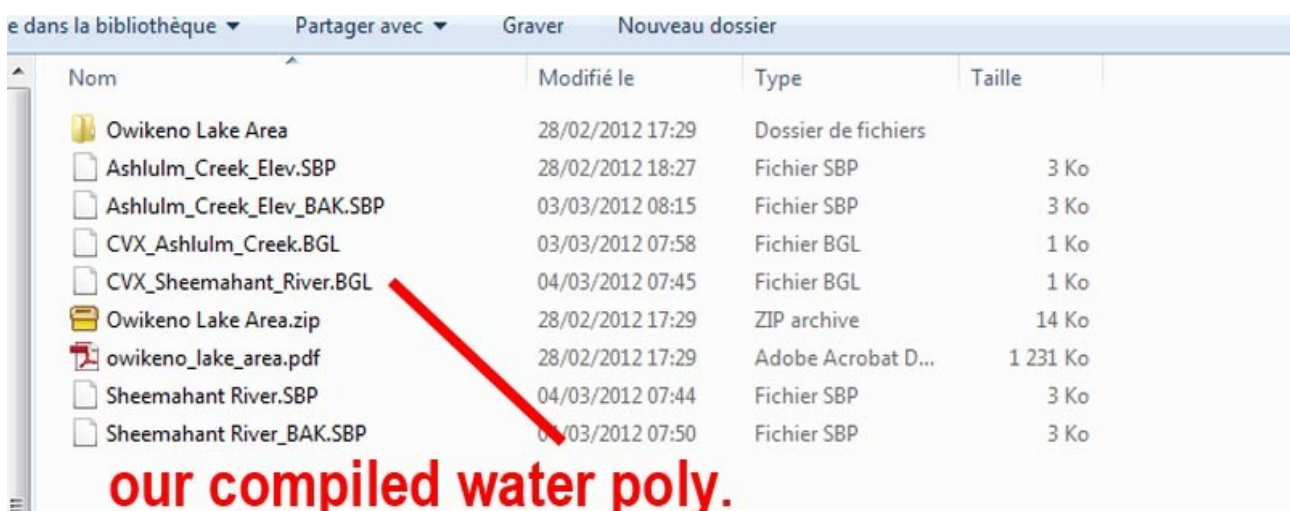 e dans la bibliothèque Partager avec Graver Nouveau dossier
Nom Modifié le Type Taille
Owikeno Lake Area 28/02/2012 17:29 Dossier de fichiers
Ashlulm_Creek_Elev.SBP 28/02/2012 18:27 Fichier SBP 3 Ko
Ashlulm_Creek_Elev_BAK.SBP 03/03/2012 08:15 Fichier SBP 3 Ko
CVX_Ashlulm_Creek.BGL 03/03/2012 07:58 Fichier BGL 1 Ko
CVX_Sheemahant_River.BGL 04/03/2012 07:45 Fichier BGL 1 Ko
Owikeno Lake Area.zip 28/02/2012 17:29 ZIP archive 14 Ko
owikeno_lake_area.pdf 28/02/2012 17:29 Adobe Acrobat D... 1 231 Ko
Sheemahant River.SBP 04/03/2012 07:44 Fichier SBP 3 Ko
Sheemahant River_BAK.SBP 04/03/2012 07:50 Fichier SBP 3 Ko
our compiled water poly.